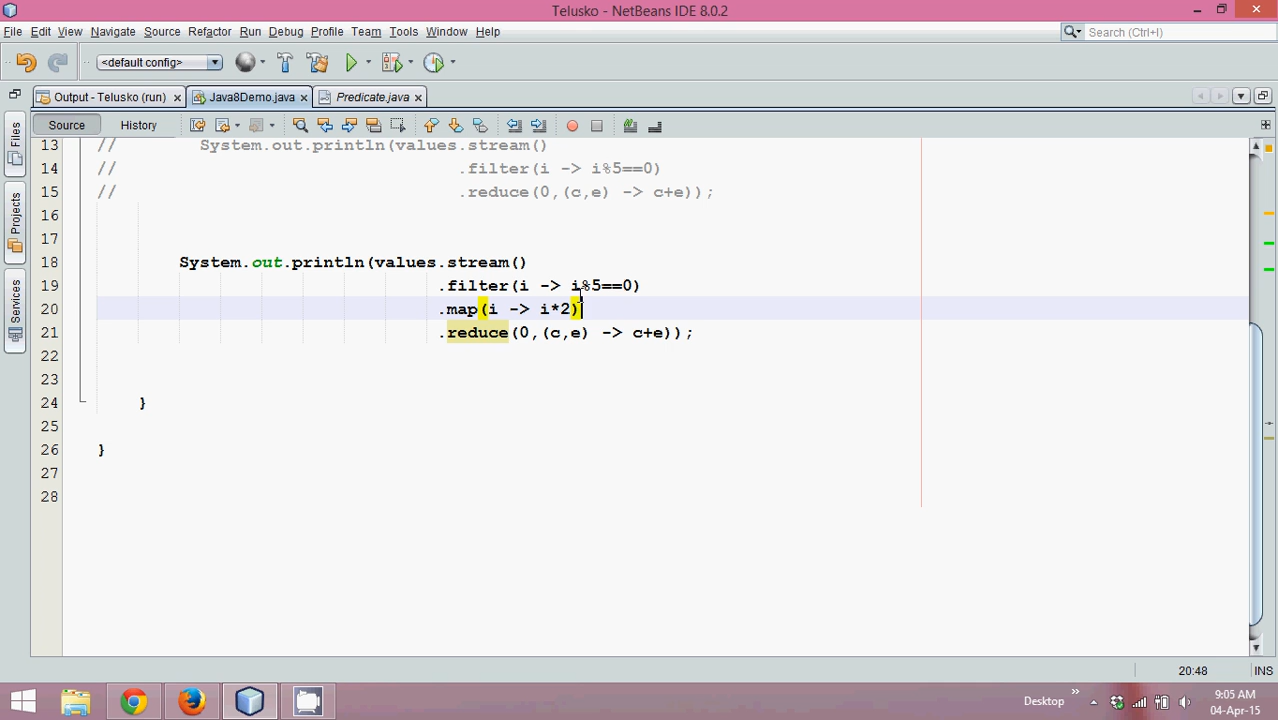 Telusko - NetBeans IDE 8.0.2
File Edit View Navigate Source Refactor Run Debug Profile Team Tools Window Help
Search (Ctrl+I)
<default config>
Output - Telusko (run) Java8Demo.java Predicate.java
Source History
Files
Projects
Services
13 // System.out.println(values.stream()
14 // .filter(i -> i%5==0)
15 // .reduce(0,(c,e) -> c+e));
16
17
18 System.out.println(values.stream()
19 .filter(i -> i%5==0)
20 .map(i -> i*2)
21 .reduce(0,(c,e) -> c+e));
22
23
24 }
25
26 }
27
28
20:48 INS
Desktop
9:05 AM
04-Apr-15